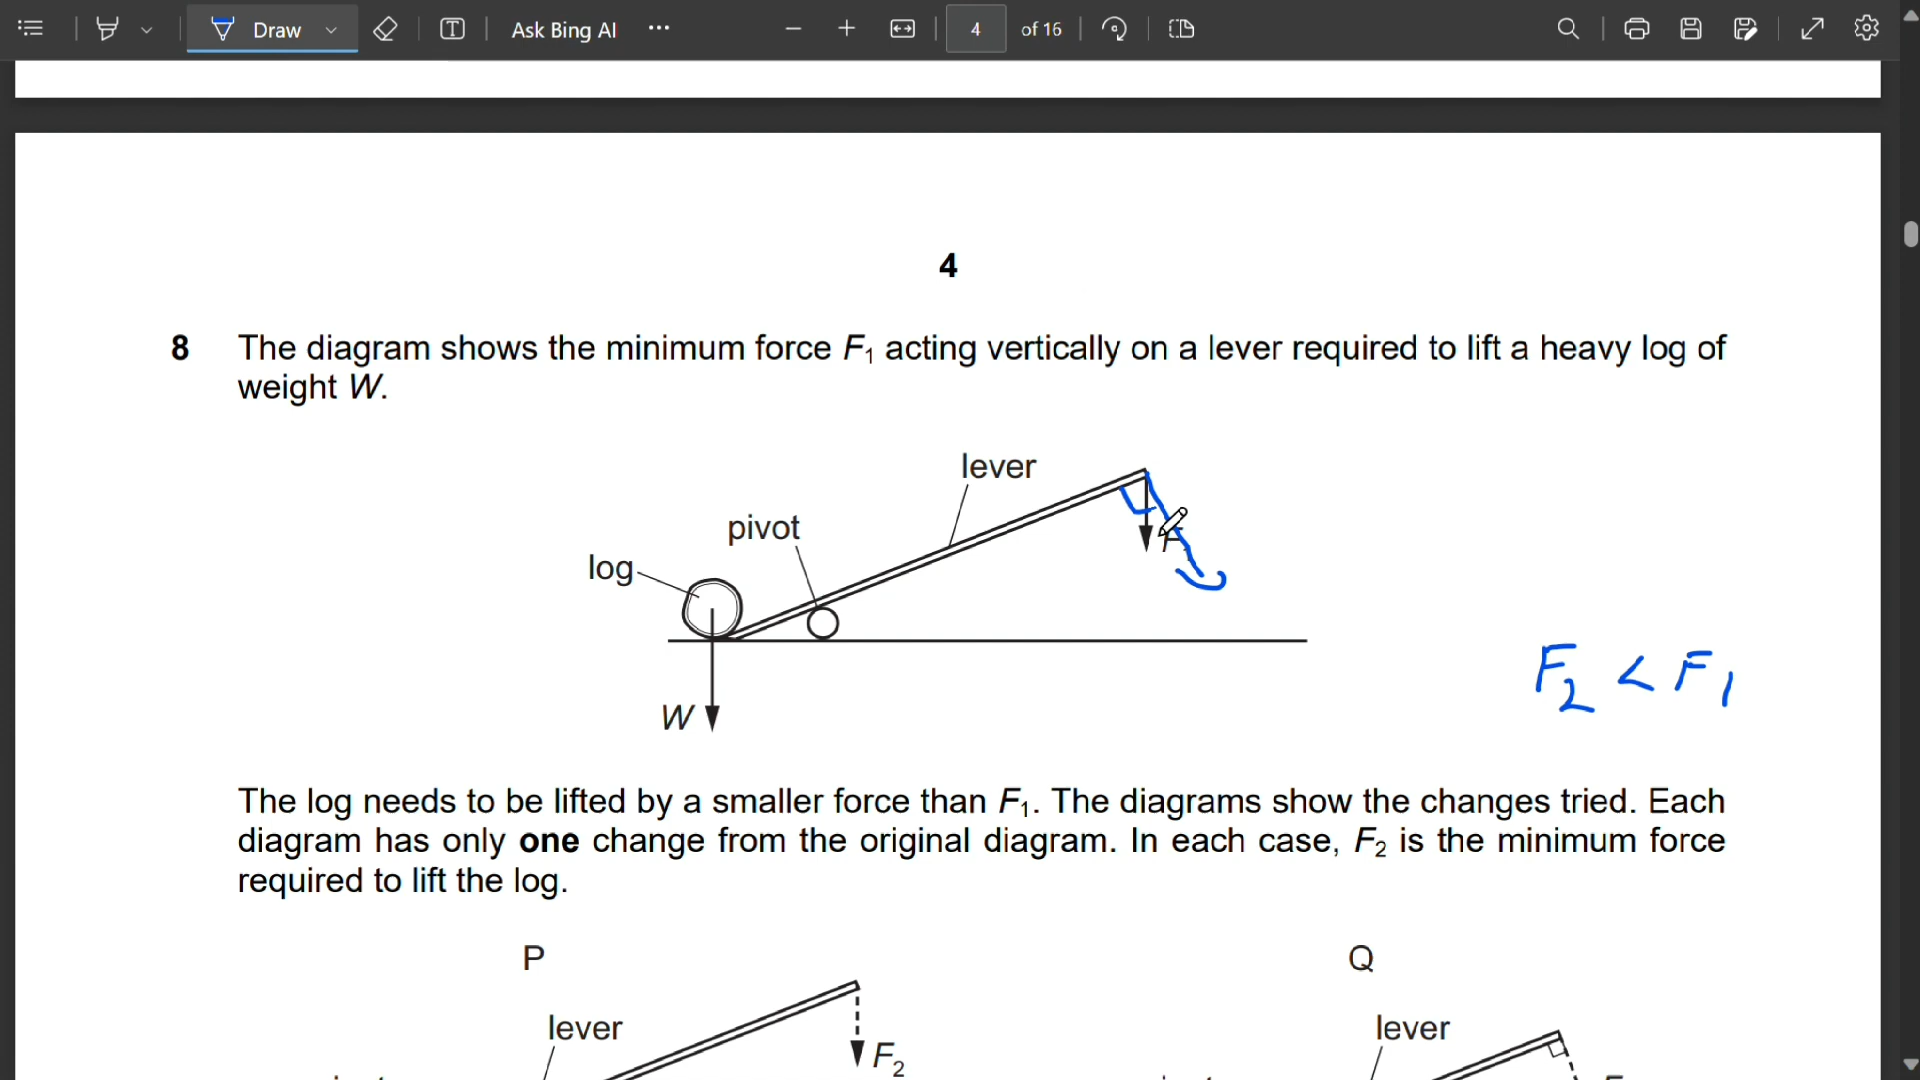 Draw
Ask Bing AI
4
of 16
4
8 The diagram shows the minimum force F₁ acting vertically on a lever required to lift a heavy log of
weight W.
lever
pivot
log
F
W
F₂ < F₁
The log needs to be lifted by a smaller force than F₁. The diagrams show the changes tried. Each
diagram has only one change from the original diagram. In each case, F₂ is the minimum force
required to lift the log.
P
Q
lever
lever
F₂